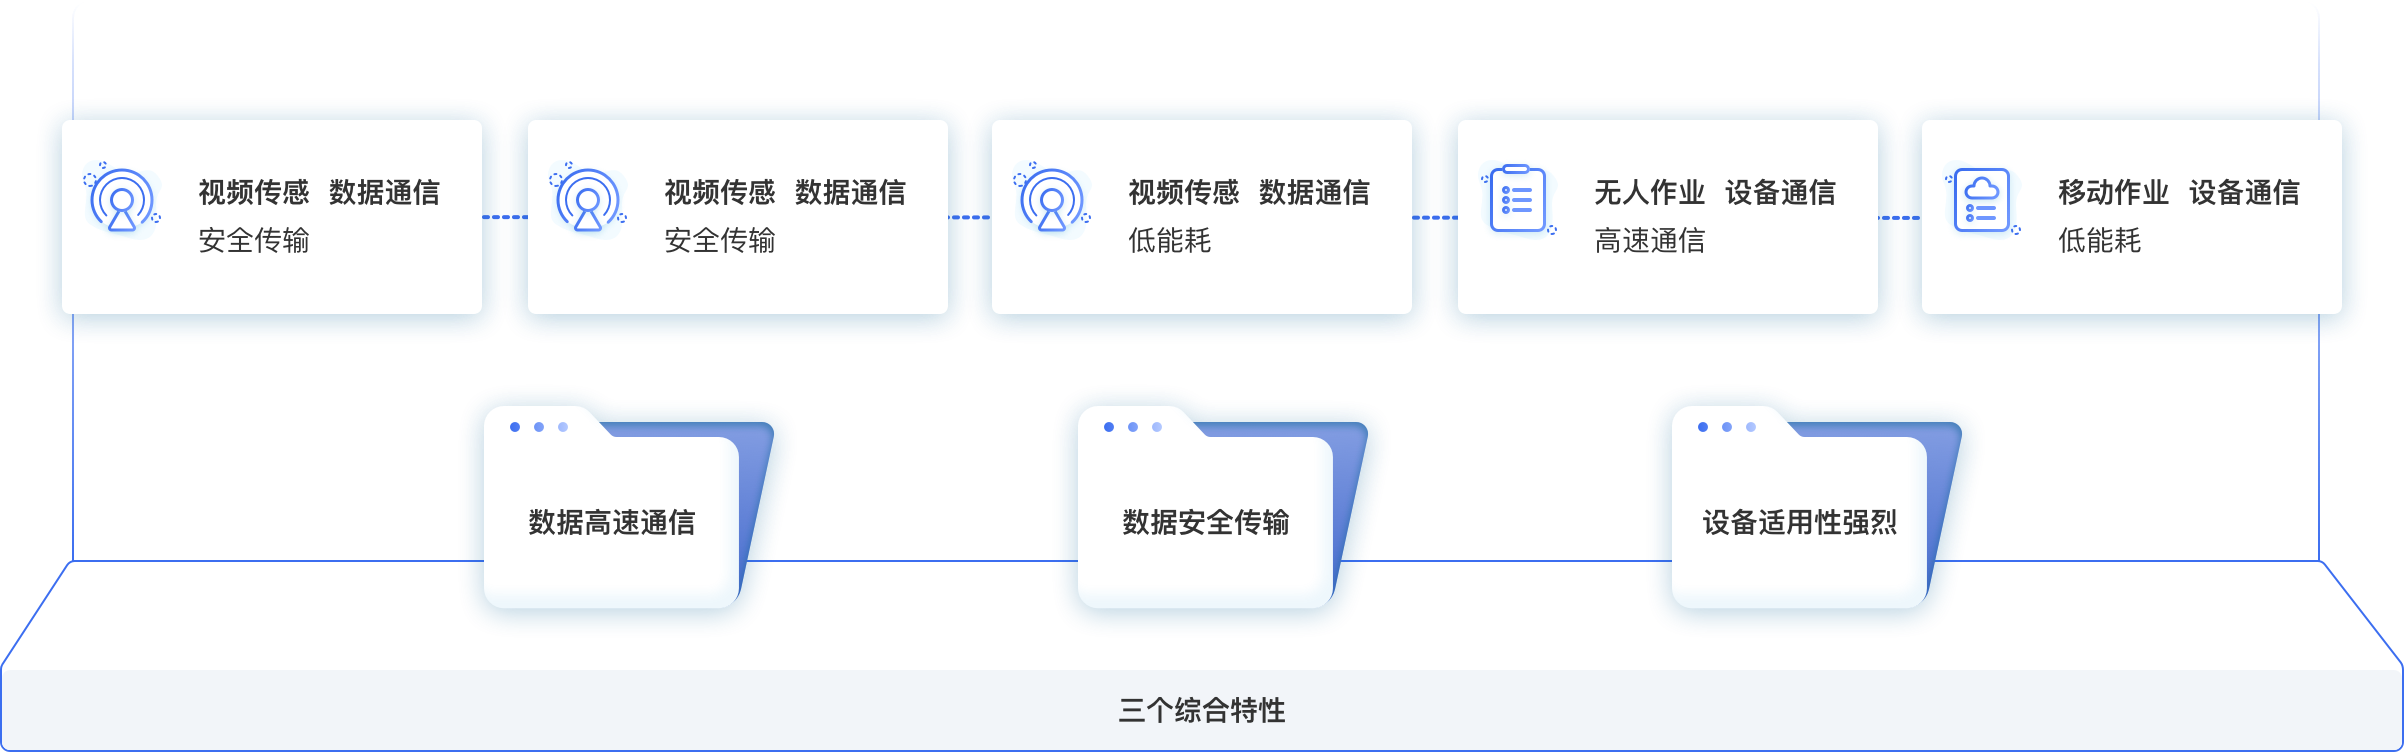 视频传感 数据通信
安全传输
视频传感 数据通信
安全传输
视频传感 数据通信
低能耗
无人作业 设备通信
高速通信
移动作业 设备通信
低能耗
数据高速通信
数据安全传输
设备适用性强烈
三个综合特性